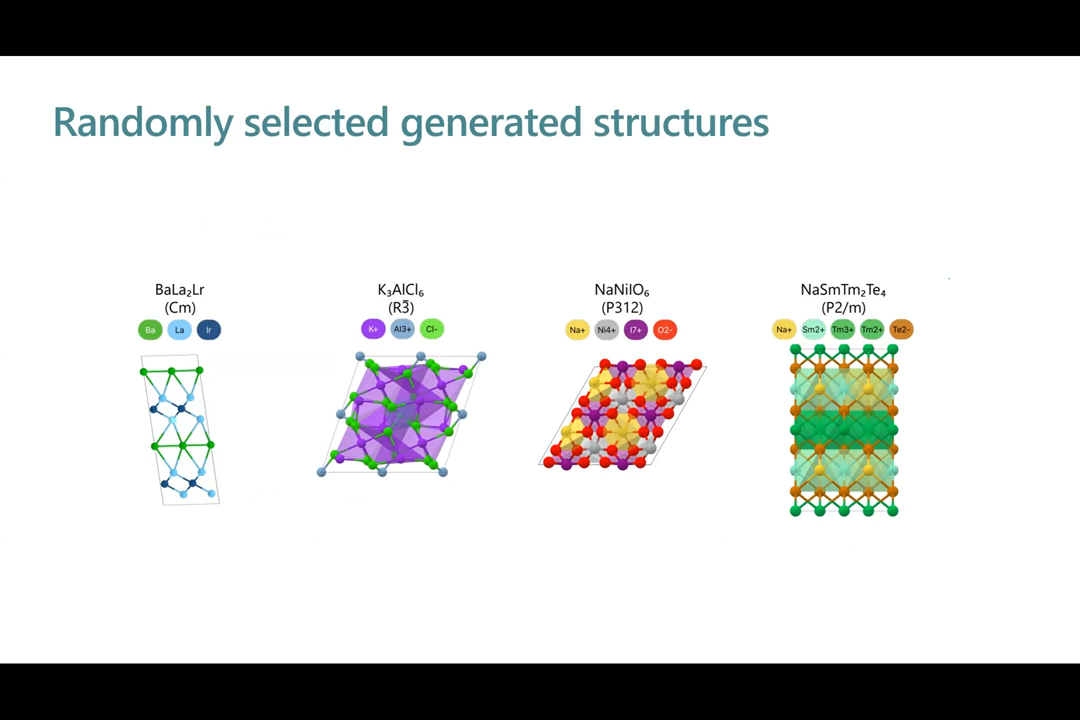 Randomly selected generated structures
BaLa₂Lr
(Cm)
Ba La Ir
K₃AlCl₆
(R3̅)
K+ Al3+ Cl-
NaNiIO₆
(P312)
Na+ Ni4+ I7+ O2-
NaSmTm₂Te₄
(P2/m)
Na+ Sm2+ Tm3+ Tm2+ Te2-